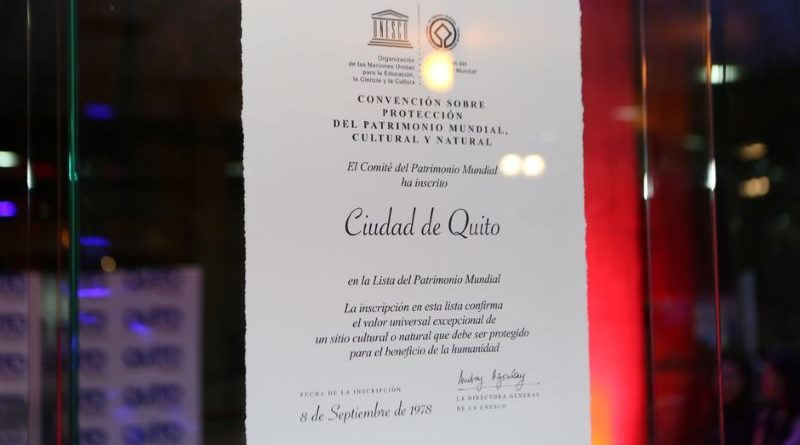 UNESCO
Organización
de las Naciones Unidas
para la Educación,
la Ciencia y la Cultura
Mundial
CONVENCIÓN SOBRE
PROTECCIÓN
DEL PATRIMONIO MUNDIAL,
CULTURAL Y NATURAL
El Comité del Patrimonio Mundial
ha inscrito
Ciudad de Quito
en la Lista del Patrimonio Mundial
La inscripción en esta lista confirma
el valor universal excepcional de
un sitio cultural o natural que debe ser protegido
para el beneficio de la humanidad
FECHA DE LA INSCRIPCIÓN
8 de Septiembre de 1978
LA DIRECTORA GENERAL
DE LA UNESCO